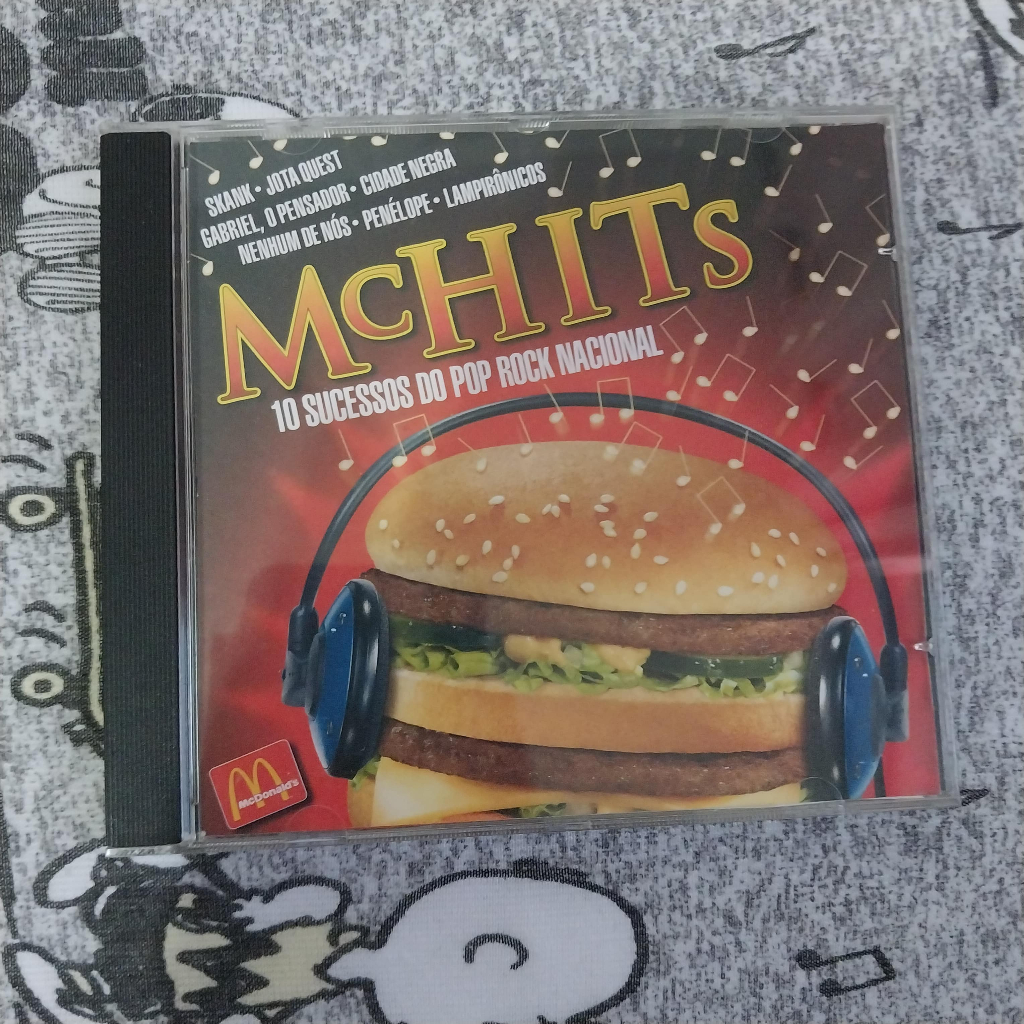 SKANK • JOTA QUEST
GABRIEL, O PENSADOR • CIDADE NEGRA
NENHUM DE NÓS • PENÉLOPE • LAMPIRÔNICOS
McHITs
10 SUCESSOS DO POP ROCK NACIONAL
McDonald's